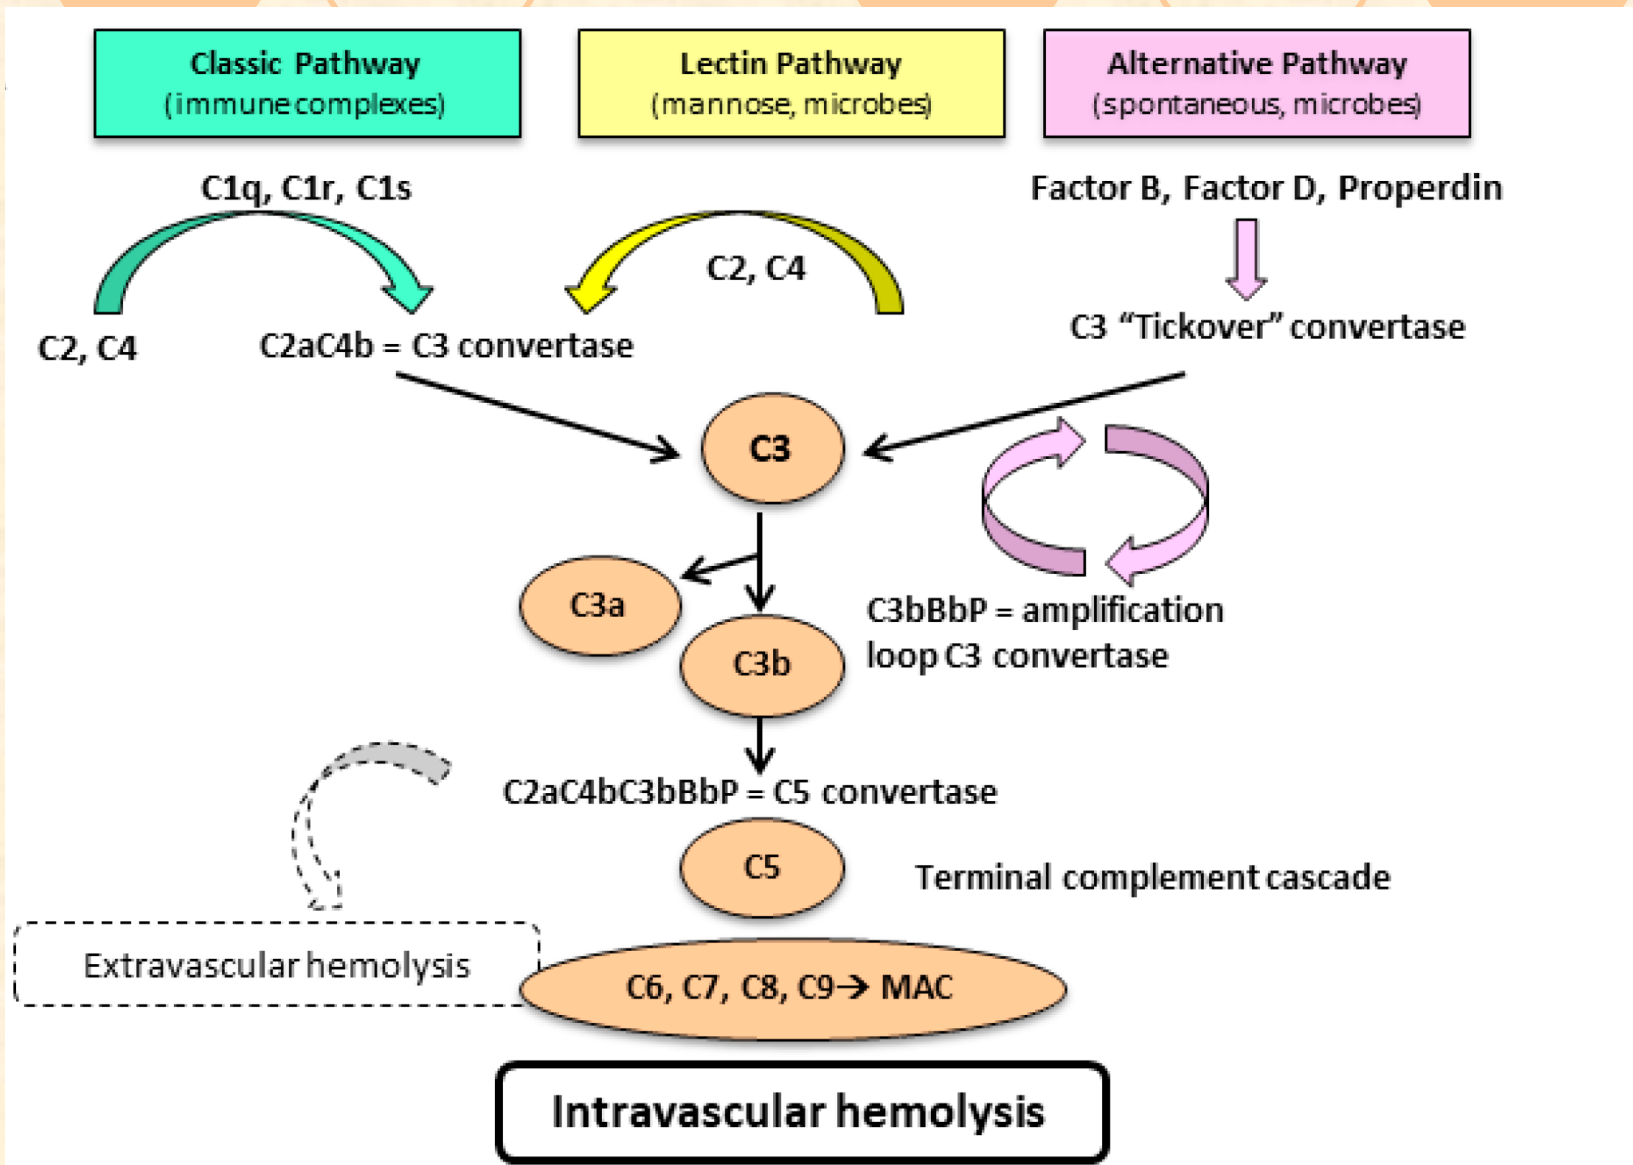 Classic Pathway
(immune complexes)
Lectin Pathway
(mannose, microbes)
Alternative Pathway
(spontaneous, microbes)
C1q, C1r, C1s
Factor B, Factor D, Properdin
C2, C4
C2, C4
C2aC4b = C3 convertase
C3 “Tickover” convertase
C3
C3a
C3b
C3bBbP = amplification
loop C3 convertase
C2aC4bC3bBbP = C5 convertase
C5
Terminal complement cascade
Extravascular hemolysis
C6, C7, C8, C9→ MAC
Intravascular hemolysis